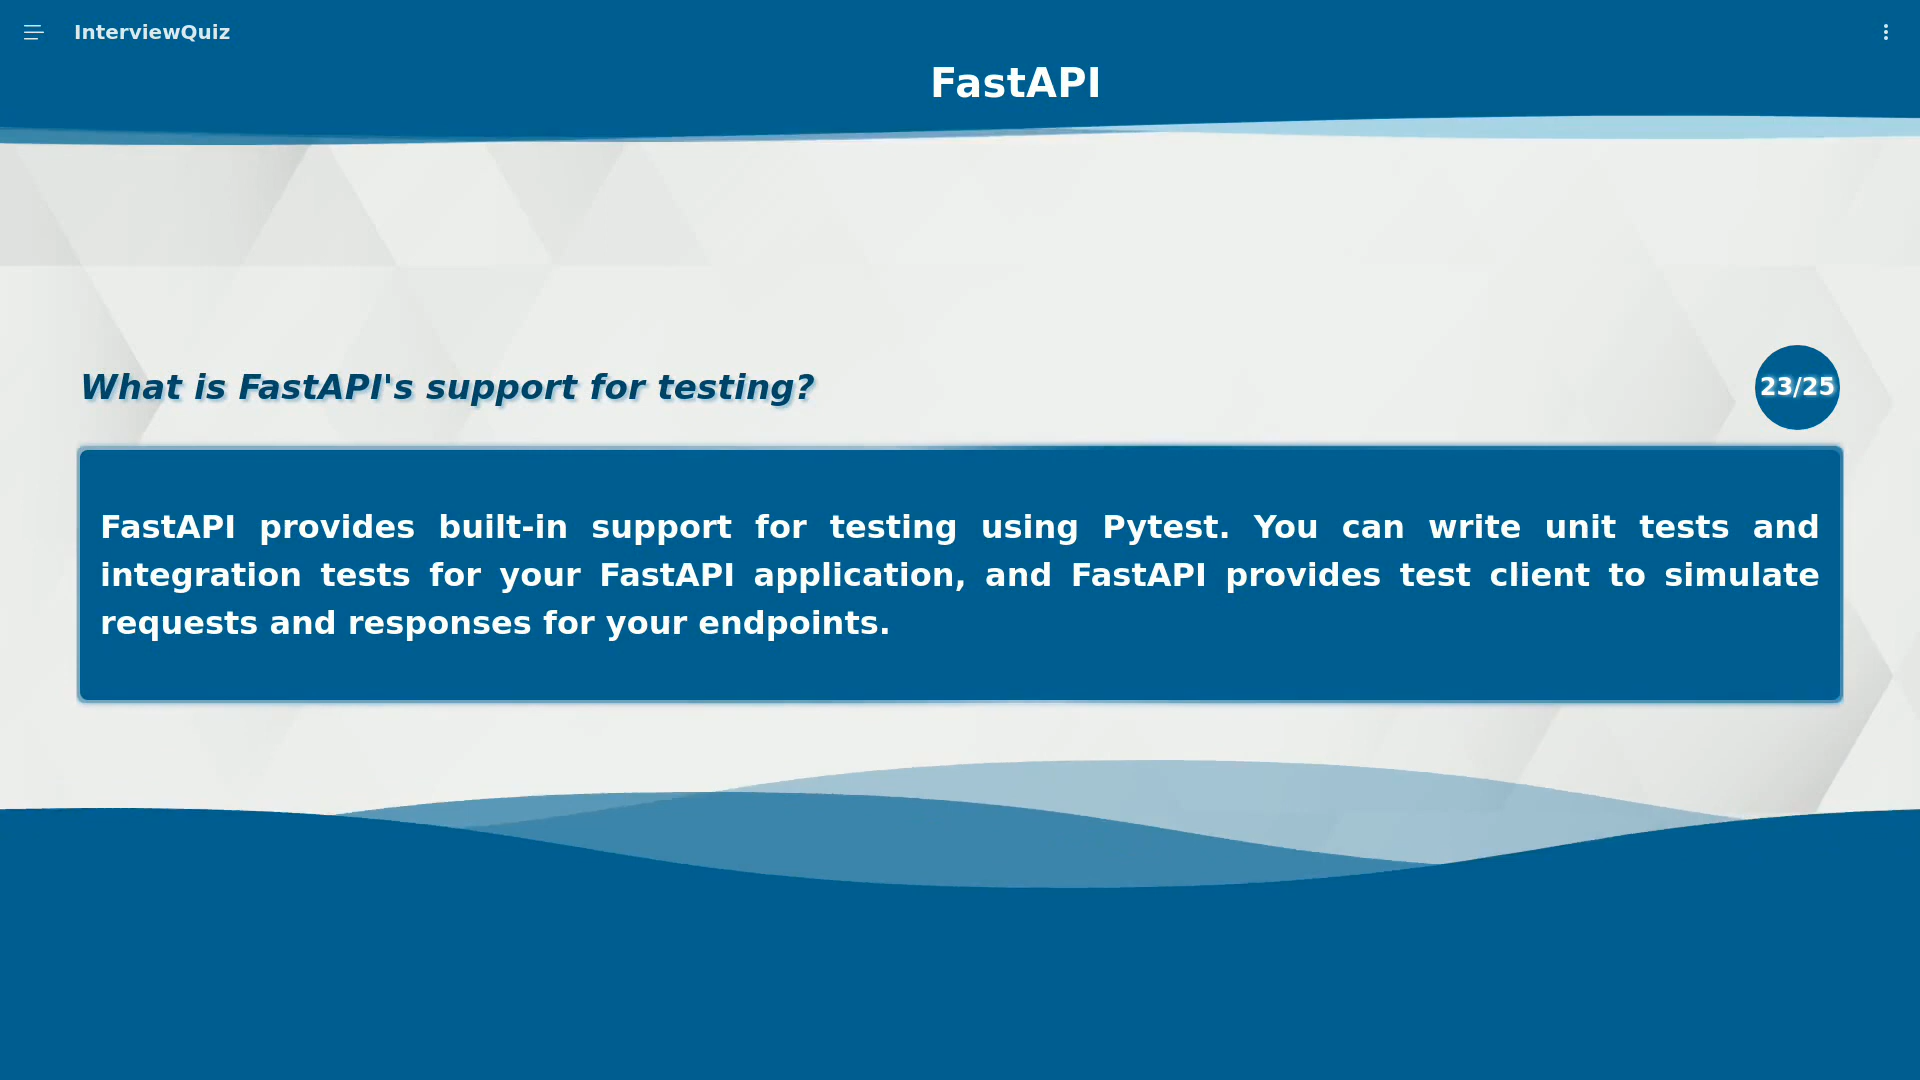 InterviewQuiz
FastAPI
What is FastAPI's support for testing?
23/25
FastAPI provides built-in support for testing using Pytest. You can write unit tests and
integration tests for your FastAPI application, and FastAPI provides test client to simulate
requests and responses for your endpoints.